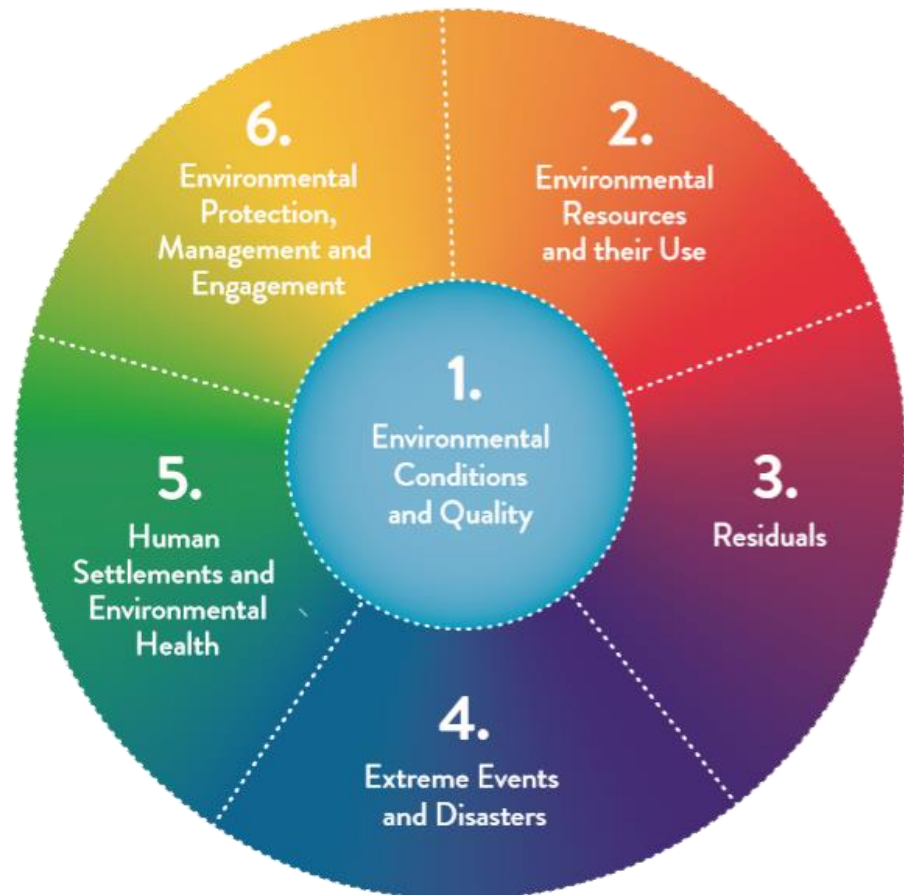 1.
Environmental
Conditions
and Quality
2.
Environmental
Resources
and their Use
3.
Residuals
4.
Extreme Events
and Disasters
5.
Human
Settlements and
Environmental
Health
6.
Environmental
Protection,
Management and
Engagement